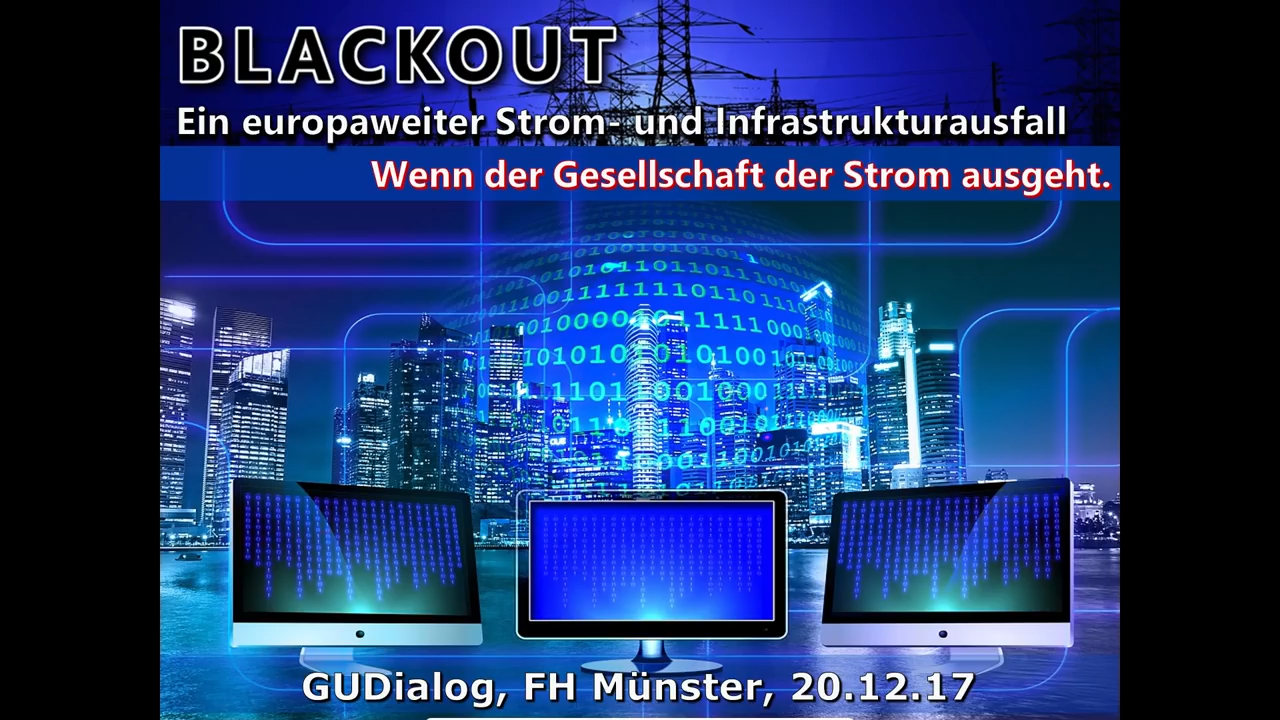 BLACKOUT
Ein europaweiter Strom- und Infrastrukturausfall
Wenn der Gesellschaft der Strom ausgeht.
GUDialog, FH Münster, 20.12.17